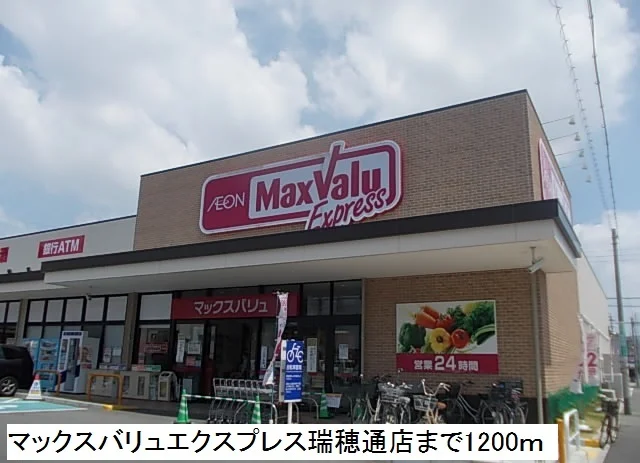 ÆON
MaxValu
Express
銀行ATM
マックスバリュ
営業24時間
マックスバリュエクスプレス瑞穂通店まで1200m